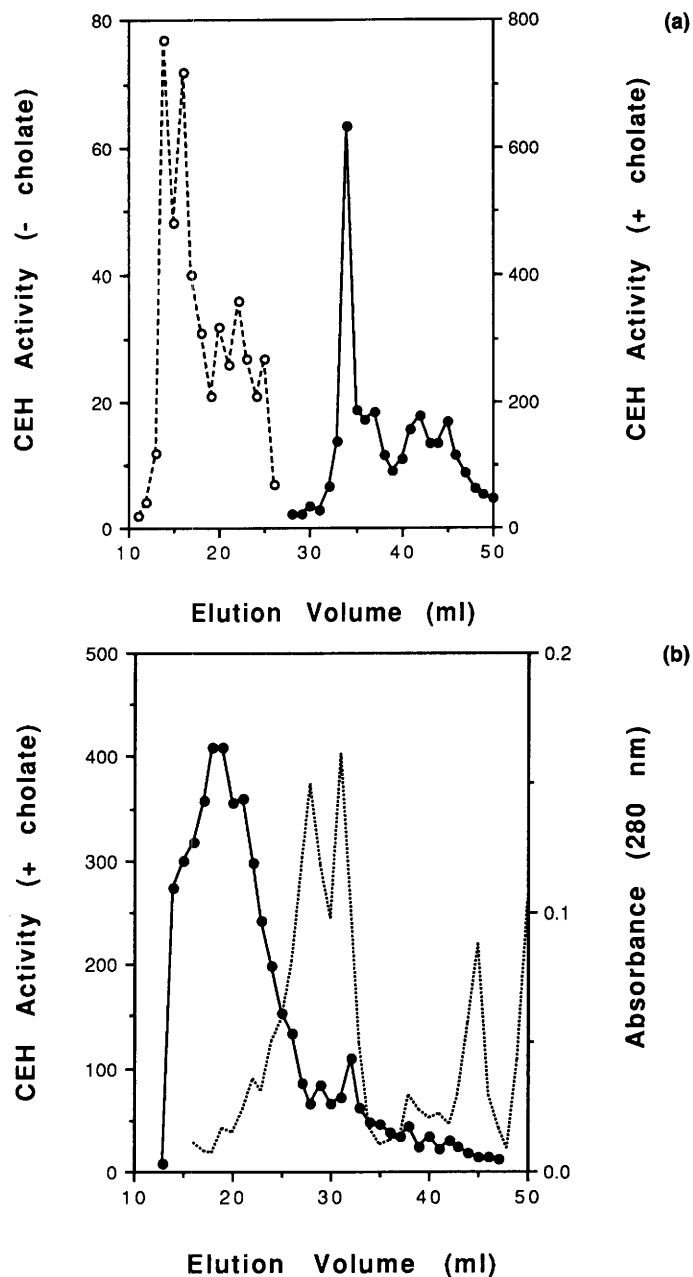 (a)
80
60
40
20
0
800
600
400
200
0
CEH Activity (- cholate)
CEH Activity (+ cholate)
10 20 30 40 50
Elution Volume (ml)
(b)
500
400
300
200
100
0
0.2
0.1
0.0
CEH Activity (+ cholate)
Absorbance (280 nm)
10 20 30 40 50
Elution Volume (ml)